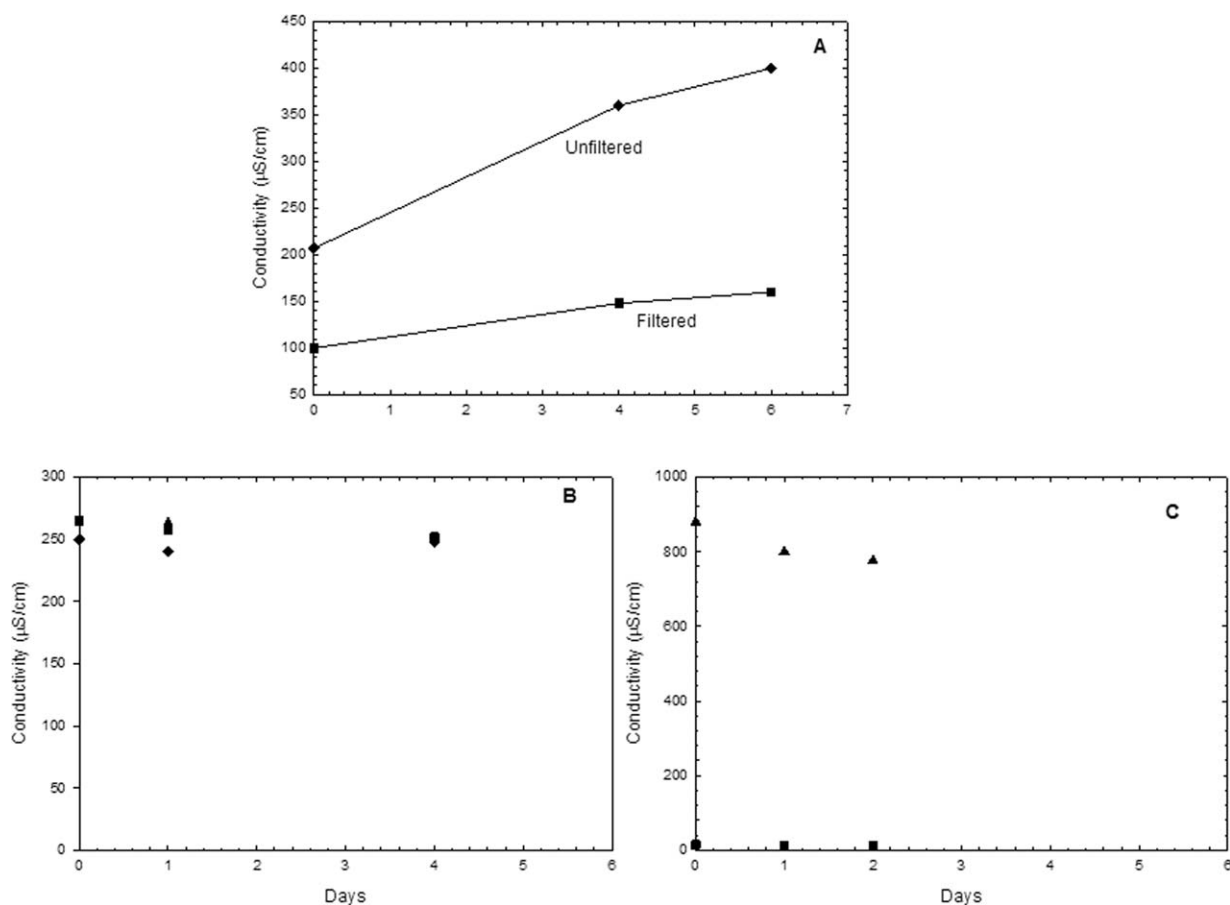 A
Conductivity (µS/cm)
450
400
350
300
250
200
150
100
50
Unfiltered
Filtered
0 1 2 3 4 5 6 7
B
Conductivity (µS/cm)
300
250
200
150
100
50
0
0 1 2 3 4 5 6
Days
C
Conductivity (µS/cm)
1000
800
600
400
200
0
0 1 2 3 4 5 6
Days